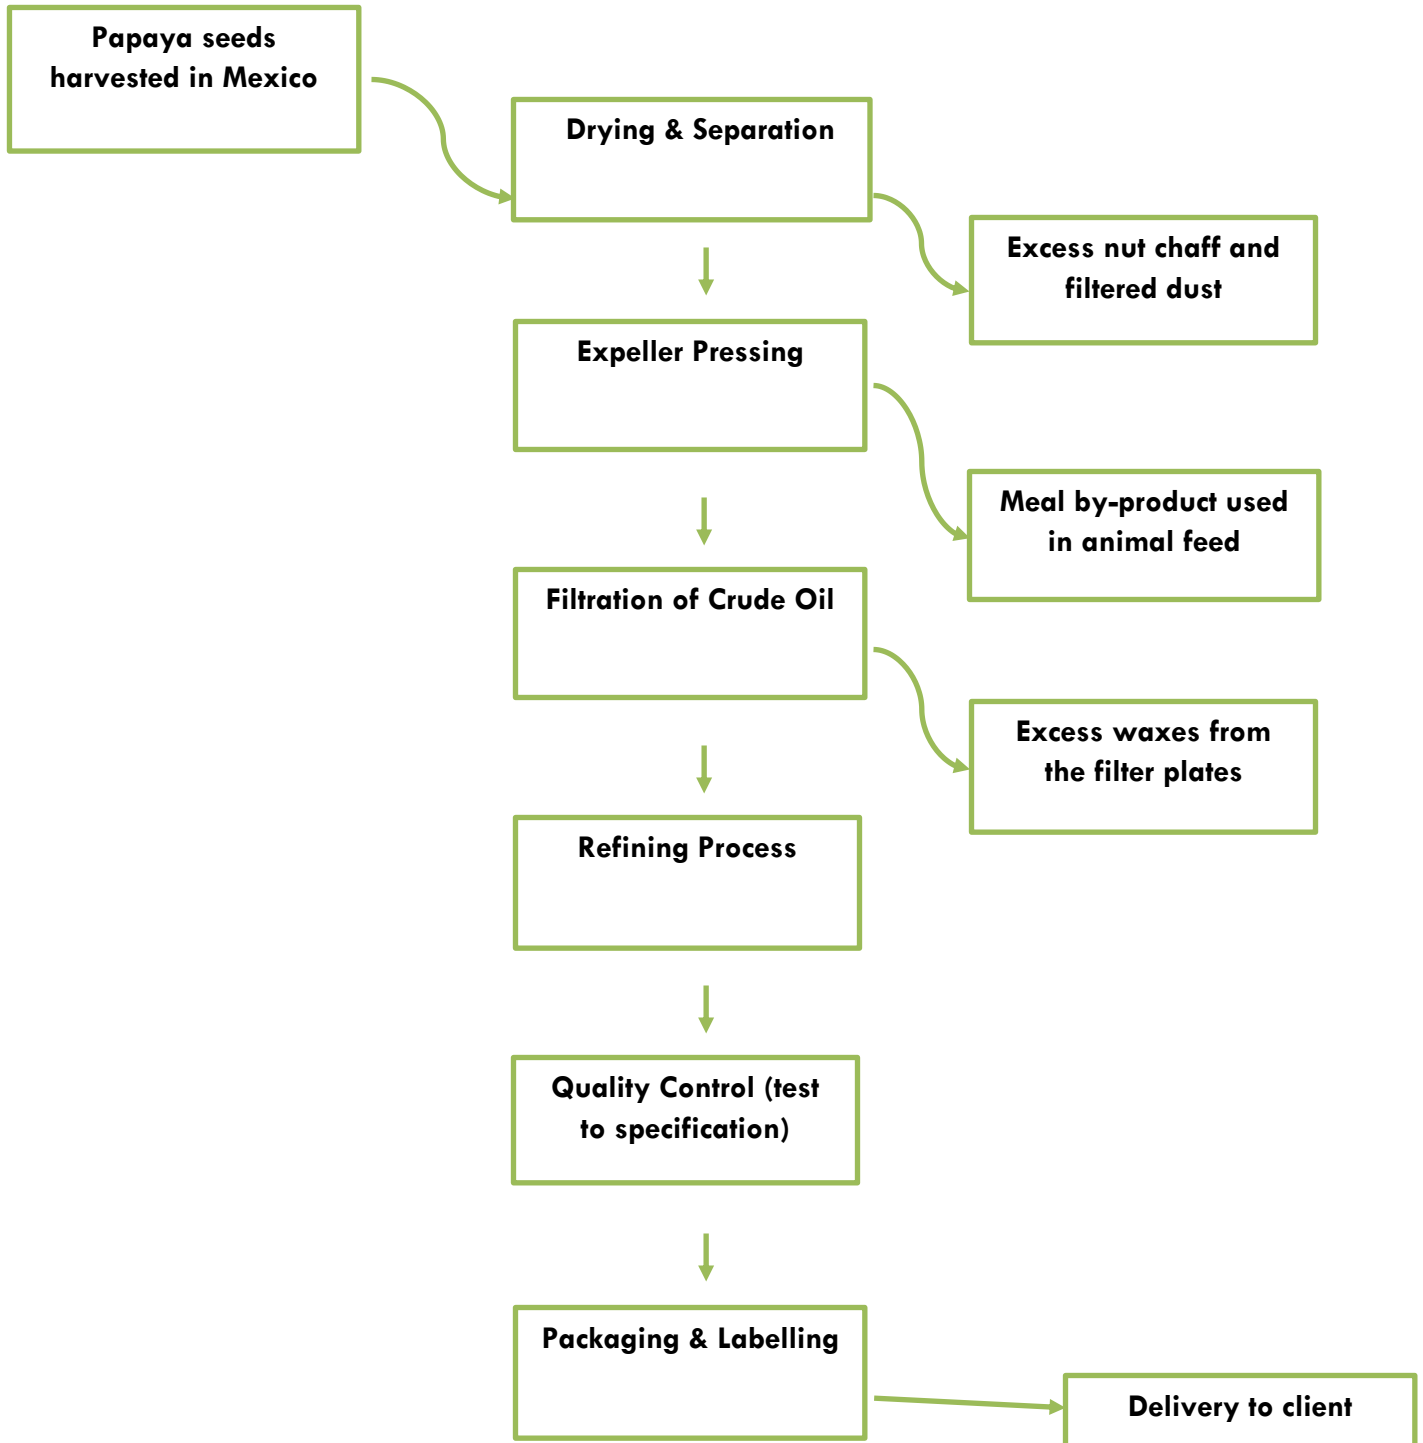 Papaya seeds
harvested in Mexico
Drying & Separation
Excess nut chaff and
filtered dust
Expeller Pressing
Meal by-product used
in animal feed
Filtration of Crude Oil
Excess waxes from
the filter plates
Refining Process
Quality Control (test
to specification)
Packaging & Labelling
Delivery to client